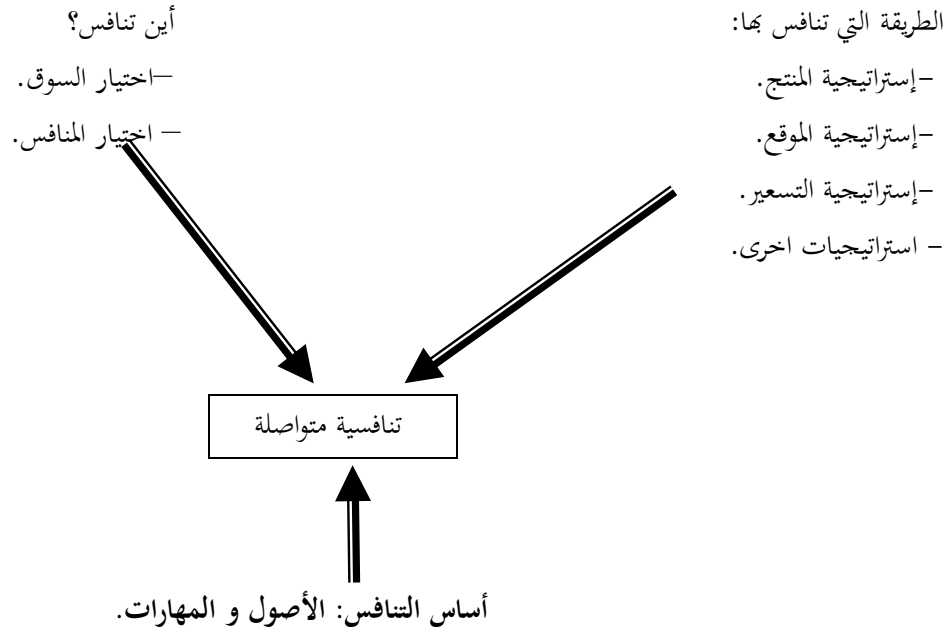 الطريقة التي تنافس بها:
-إستراتيجية المنتج.
-إستراتيجية الموقع.
-إستراتيجية التسعير.
- استراتيجيات اخرى.
أين تنافس؟
–اختيار السوق.
– اختيار المنافس.
تنافسية متواصلة
أساس التنافس: الأصول و المهارات.